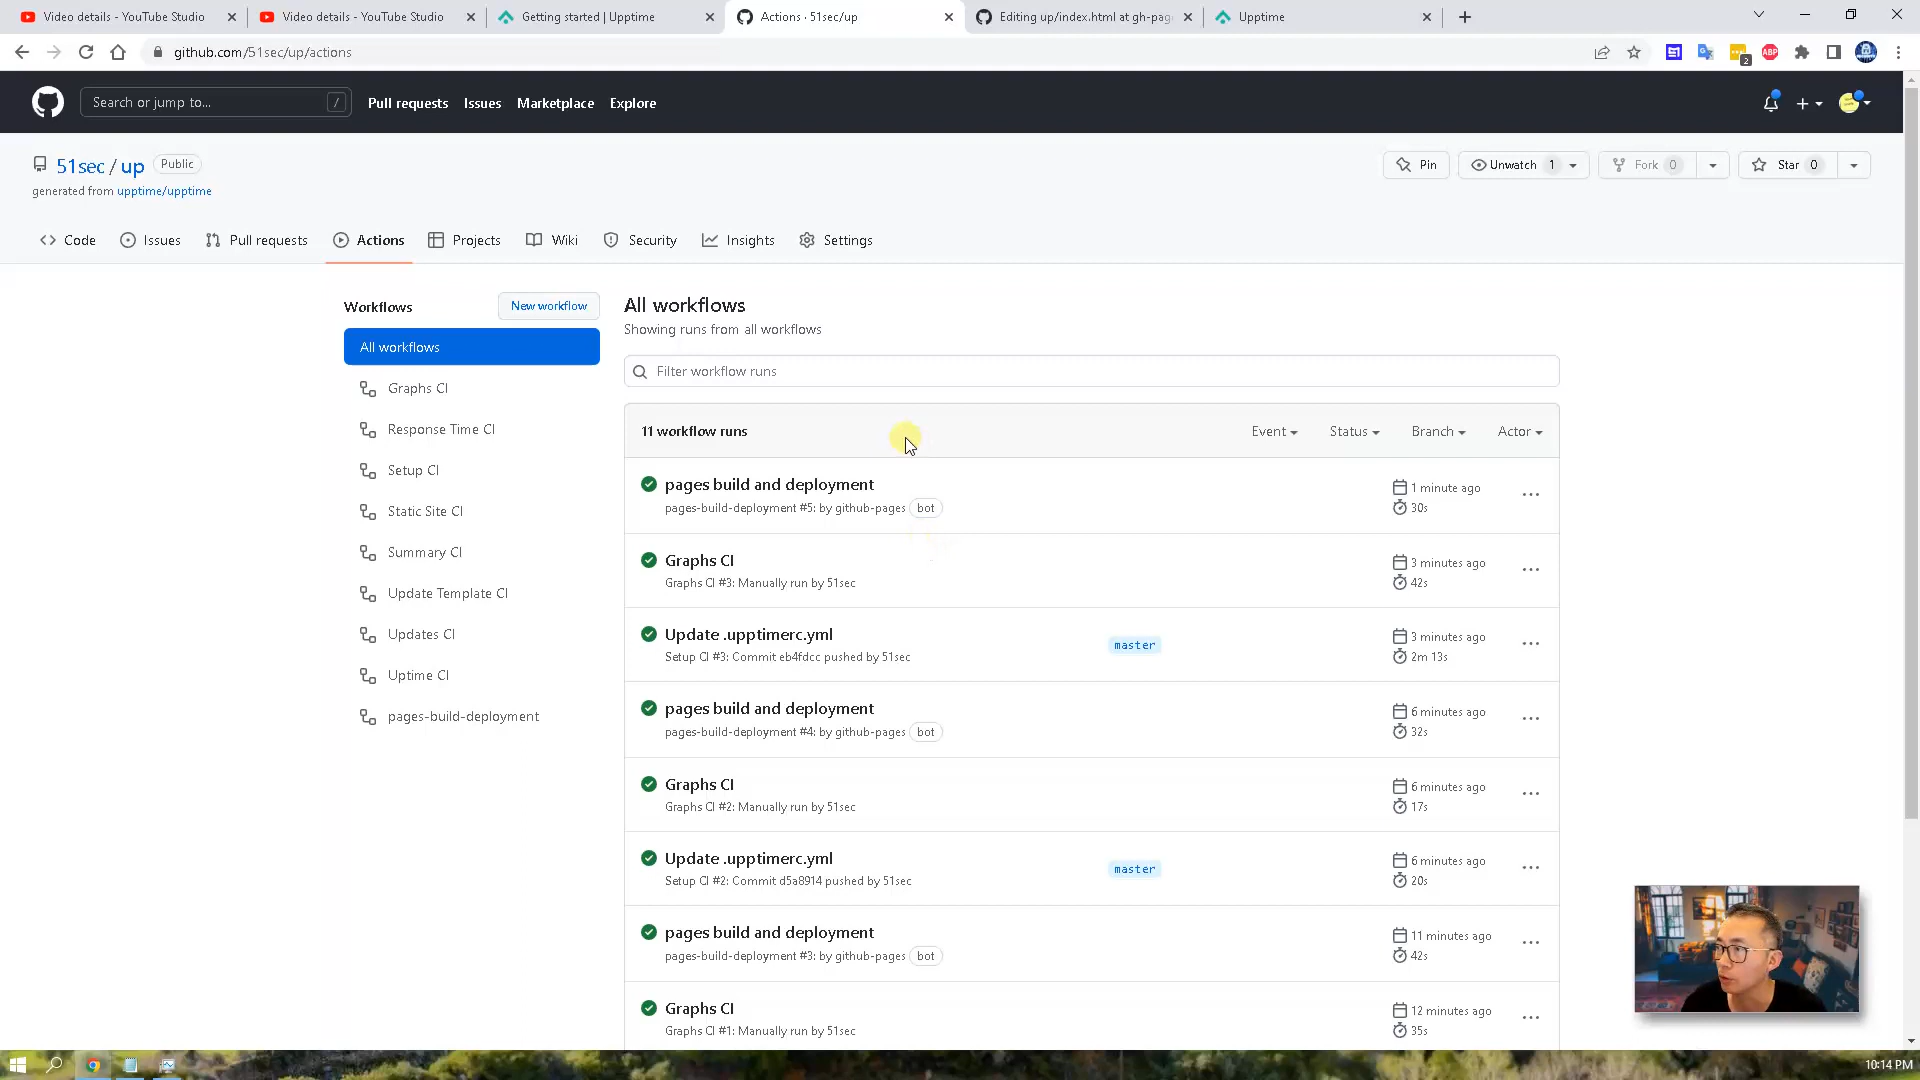 Video details - YouTube Studio
Video details - YouTube Studio
Getting started | Upptime
Actions · 51sec/up
Editing up/index.html at gh-page
Upptime
github.com/51sec/up/actions
2
ABP
Search or jump to...
/
Pull requests
Issues
Marketplace
Explore
51sec / up
Public
generated from upptime/upptime
Pin
Unwatch 1
Fork 0
Star 0
Code
Issues
Pull requests
Actions
Projects
Wiki
Security
Insights
Settings
Workflows
New workflow
All workflows
Graphs CI
Response Time CI
Setup CI
Static Site CI
Summary CI
Update Template CI
Updates CI
Uptime CI
pages-build-deployment
All workflows
Showing runs from all workflows
Filter workflow runs
11 workflow runs
Event
Status
Branch
Actor
pages build and deployment
pages-build-deployment #5: by github-pages bot
1 minute ago
30s
Graphs CI
Graphs CI #3: Manually run by 51sec
3 minutes ago
42s
Update .upptimerc.yml
Setup CI #3: Commit eb4fdcc pushed by 51sec
master
3 minutes ago
2m 13s
pages build and deployment
pages-build-deployment #4: by github-pages bot
6 minutes ago
32s
Graphs CI
Graphs CI #2: Manually run by 51sec
6 minutes ago
17s
Update .upptimerc.yml
Setup CI #2: Commit d5a8914 pushed by 51sec
master
6 minutes ago
20s
pages build and deployment
pages-build-deployment #3: by github-pages bot
11 minutes ago
42s
Graphs CI
Graphs CI #1: Manually run by 51sec
12 minutes ago
35s
10:14 PM